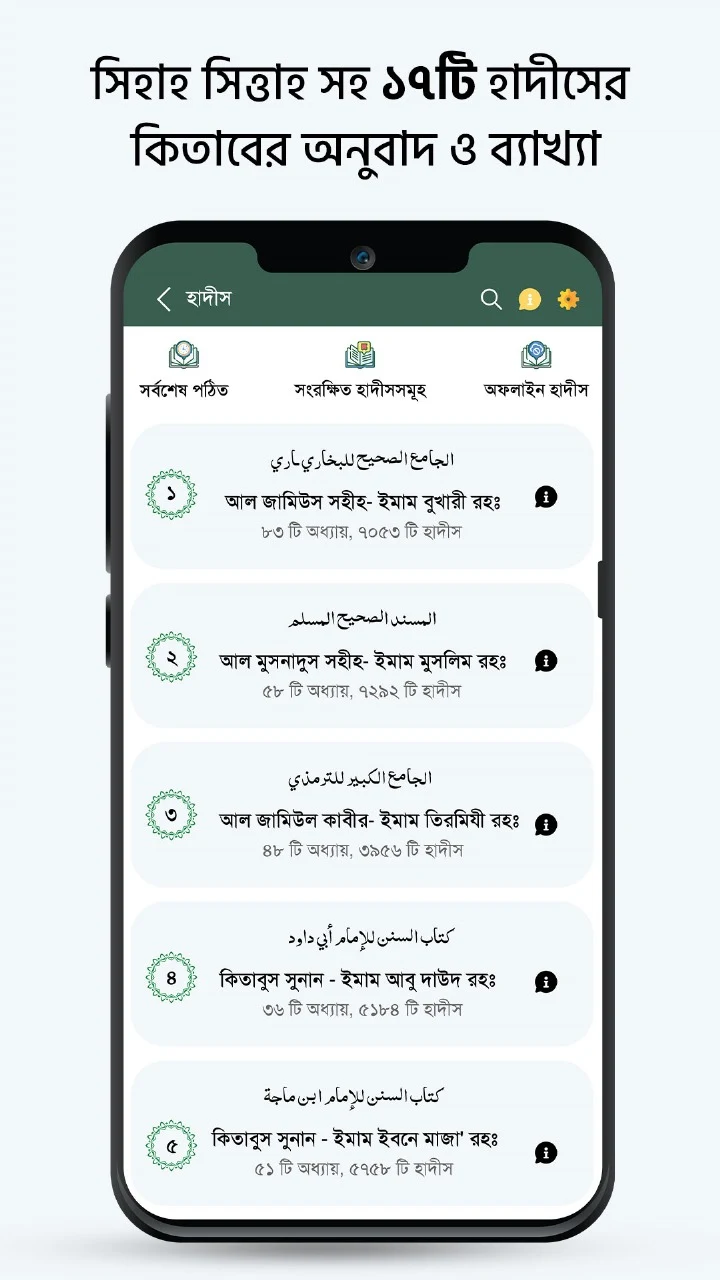 সিহাহ সিত্তাহ সহ ১৭টি হাদীসের
কিতাবের অনুবাদ ও ব্যাখ্যা
হাদীস
সর্বশেষ পঠিত
সংরক্ষিত হাদীসসমূহ
অফলাইন হাদীস
الجامع الصحيح للبخاري ـاري
১
আল জামিউস সহীহ- ইমাম বুখারী রহঃ
৮৩ টি অধ্যায়, ৭০৫৩ টি হাদীস
المسند الصحيح المسلم
২
আল মুসনাদুস সহীহ- ইমাম মুসলিম রহঃ
৫৮ টি অধ্যায়, ৭২৯২ টি হাদীস
الجامع الكبير للترمذي
৩
আল জামিউল কাবীর- ইমাম তিরমিযী রহঃ
৪৮ টি অধ্যায়, ৩৯৫৬ টি হাদীস
كتاب السنن للإمام أبي داود
৪
কিতাবুস সুনান - ইমাম আবু দাউদ রহঃ
৩৬ টি অধ্যায়, ৫১৮৪ টি হাদীস
كتاب السنن للإمام ابن ماجة
৫
কিতাবুস সুনান - ইমাম ইবনে মাজা' রহঃ
৫১ টি অধ্যায়, ৫৭৫৮ টি হাদীস